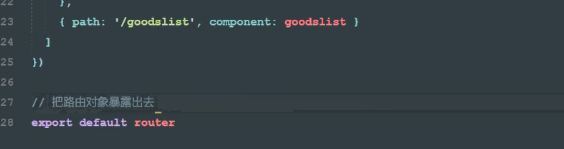 22 },
23 { path: '/goodslist', component: goodslist }
24 ]
25 })
26
27 // 把路由对象暴露出去
28 export default router